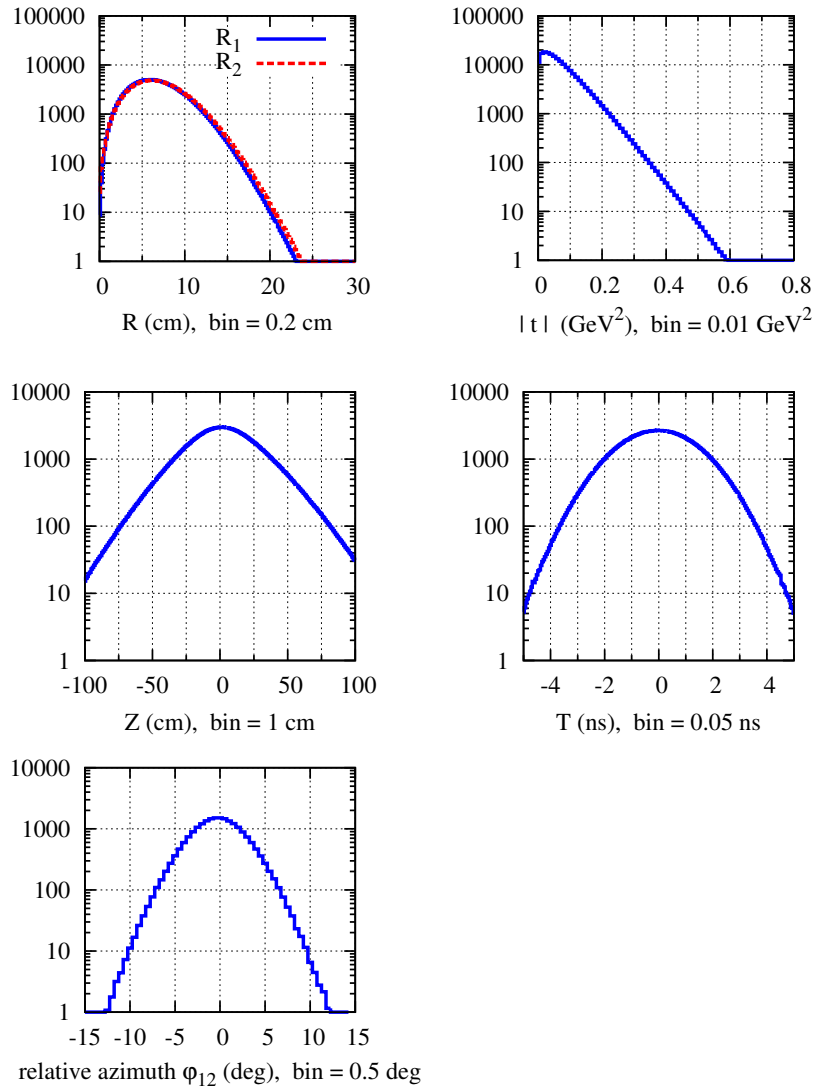 100000
10000
1000
100
10
1
0 10 20 30
R (cm), bin = 0.2 cm
R1
R2
100000
10000
1000
100
10
1
0 0.2 0.4 0.6 0.8
| t | (GeV2), bin = 0.01 GeV2
10000
1000
100
10
1
-100 -50 0 50 100
Z (cm), bin = 1 cm
10000
1000
100
10
1
-4 -2 0 2 4
T (ns), bin = 0.05 ns
10000
1000
100
10
1
-15 -10 -5 0 5 10 15
relative azimuth φ12 (deg), bin = 0.5 deg